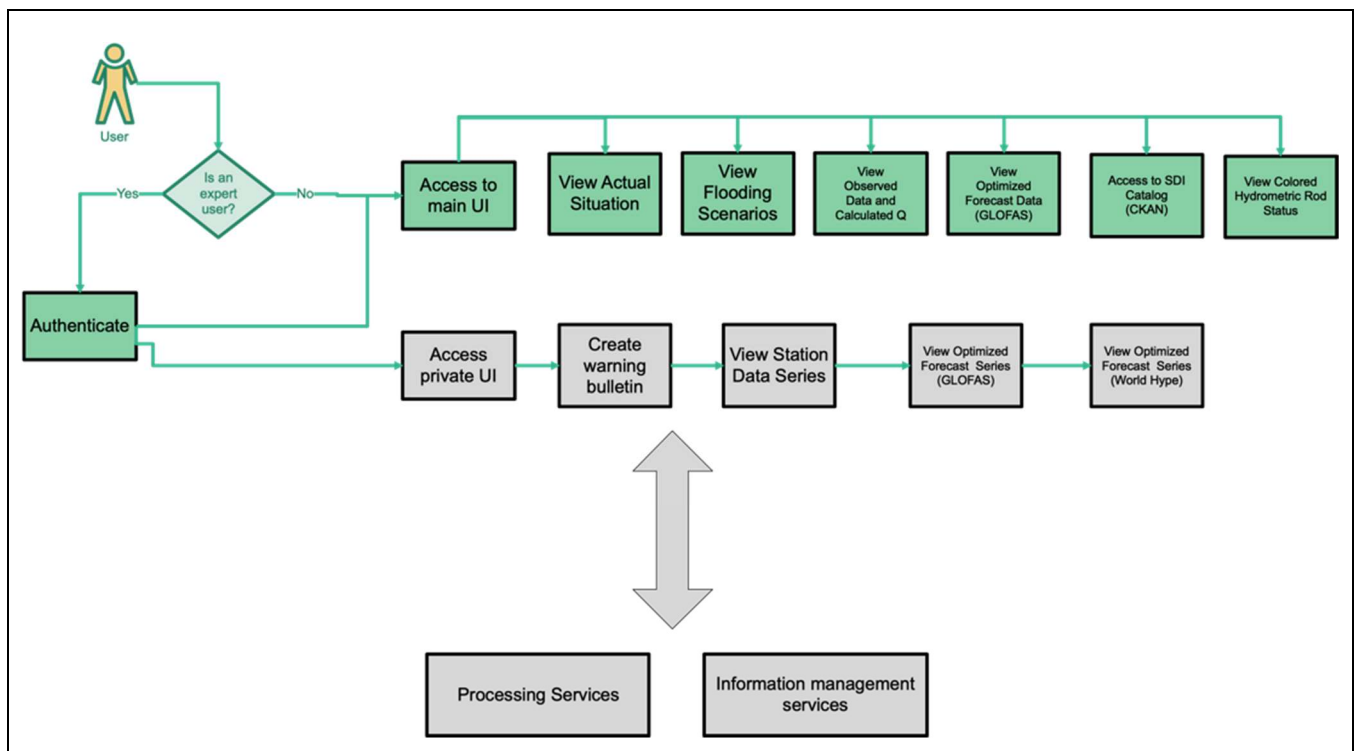 User
Is an
expert
user?
Yes
No
Access to
main UI
View Actual
Situation
View
Flooding
Scenarios
View
Observed
Data and
Calculated Q
View
Optimized
Forecast Data
(GLOFAS)
Access to SDI
Catalog
(CKAN)
View Colored
Hydrometric Rod
Status
Authenticate
Access
private UI
Create
warning
bulletin
View Station
Data Series
View Optimized
Forecast Series
(GLOFAS)
View Optimized
Forecast Series
(World Hype)
Processing Services
Information management
services